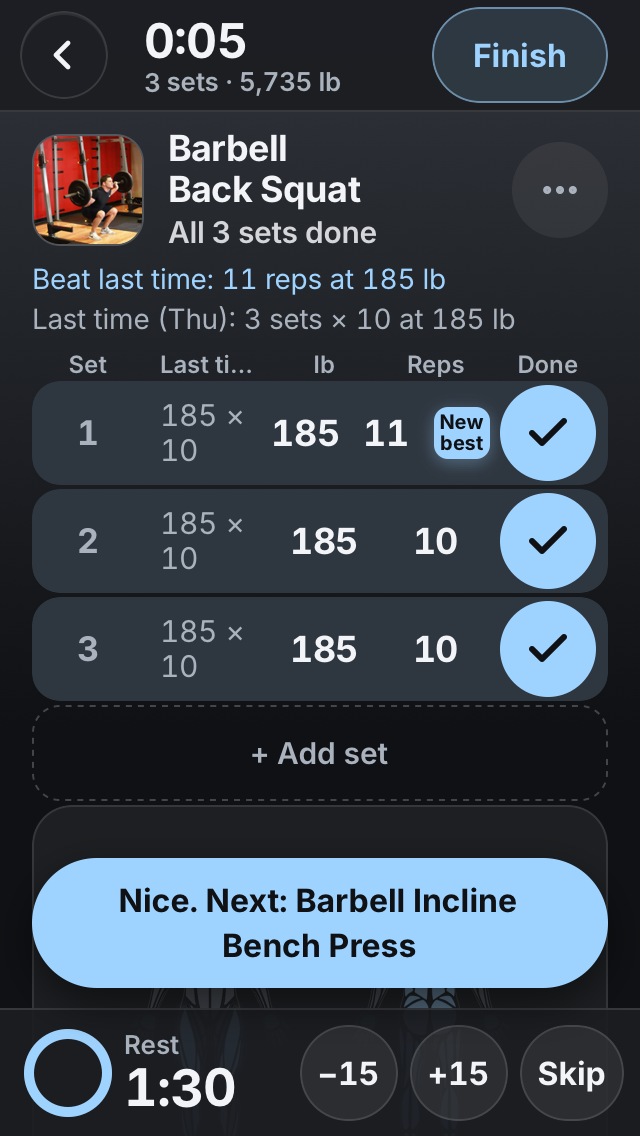 0:05
3 sets · 5,735 lb
Finish
Barbell
Back Squat
All 3 sets done
Beat last time: 11 reps at 185 lb
Last time (Thu): 3 sets × 10 at 185 lb
Set Last ti... lb Reps Done
1 185 × 10 185 11 New best
2 185 × 10 185 10
3 185 × 10 185 10
+ Add set
Nice. Next: Barbell Incline
Bench Press
Rest
1:30
−15 +15 Skip